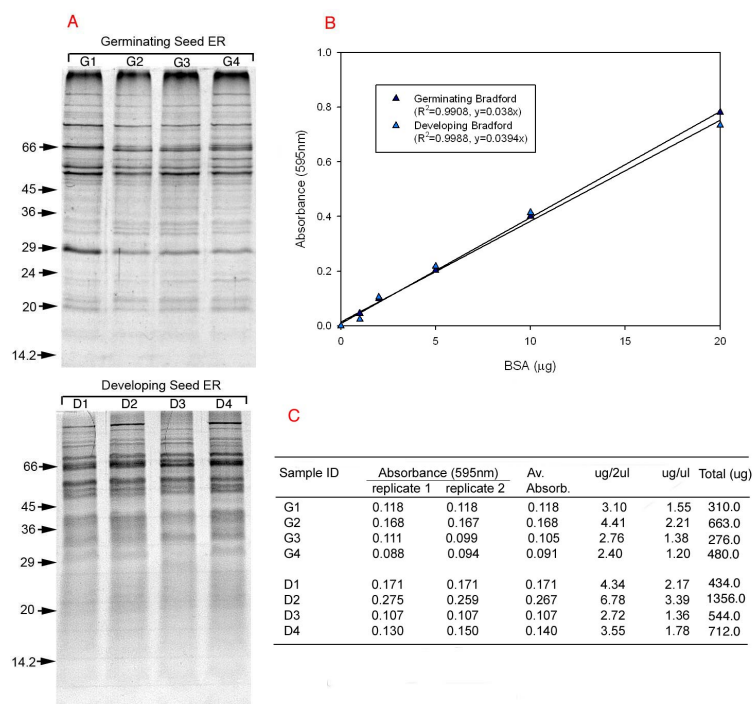 A
Germinating Seed ER
G1 G2 G3 G4
66
45
36
29
24
20
14.2
Developing Seed ER
D1 D2 D3 D4
66
45
36
29
20
14.2
B
1.0
0.8
0.6
0.4
0.2
0.0
Absorbance (595nm)
Germinating Bradford
(R²=0.9908, y=0.038x)
Developing Bradford
(R²=0.9988, y=0.0394x)
0 5 10 15 20
BSA (µg)
C
Sample ID Absorbance (595nm) Av. ug/2ul ug/ul Total (ug)
replicate 1 replicate 2 Absorb.
G1 0.118 0.118 0.118 3.10 1.55 310.0
G2 0.168 0.167 0.168 4.41 2.21 663.0
G3 0.111 0.099 0.105 2.76 1.38 276.0
G4 0.088 0.094 0.091 2.40 1.20 480.0
D1 0.171 0.171 0.171 4.34 2.17 434.0
D2 0.275 0.259 0.267 6.78 3.39 1356.0
D3 0.107 0.107 0.107 2.72 1.36 544.0
D4 0.130 0.150 0.140 3.55 1.78 712.0